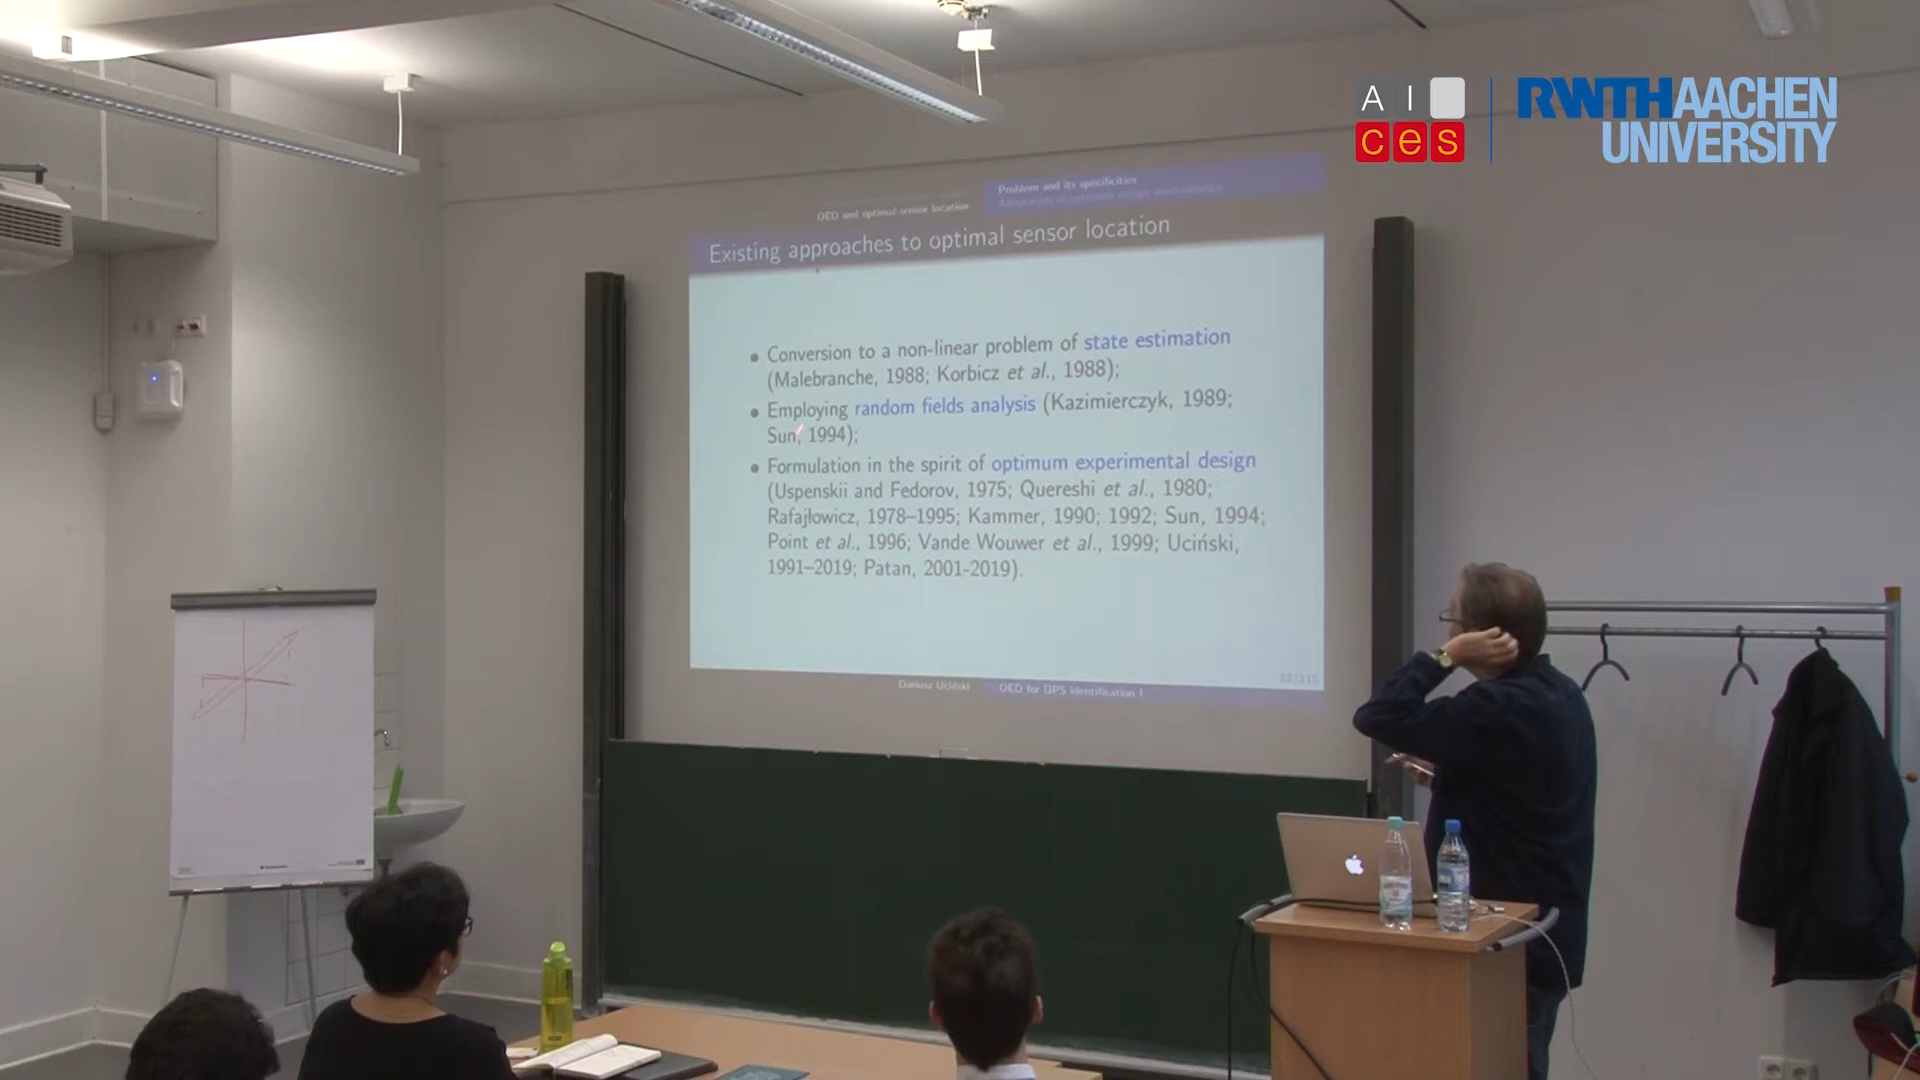 AI
ces
RWTHAACHEN
UNIVERSITY
Problem and its specificities
OED and optimal sensor location
Existing approaches to optimal sensor location
• Conversion to a non-linear problem of state estimation
(Malebranche, 1988; Korbicz et al., 1988);
• Employing random fields analysis (Kazimierczyk, 1989;
Sun, 1994);
• Formulation in the spirit of optimum experimental design
(Uspenskii and Fedorov, 1975; Quereshi et al., 1980;
Rafajłowicz, 1978–1995; Kammer, 1990; 1992; Sun, 1994;
Point et al., 1996; Vande Wouwer et al., 1999; Uciński,
1991–2019; Patan, 2001-2019).
Dariusz Uciński
OED for DPS identification I